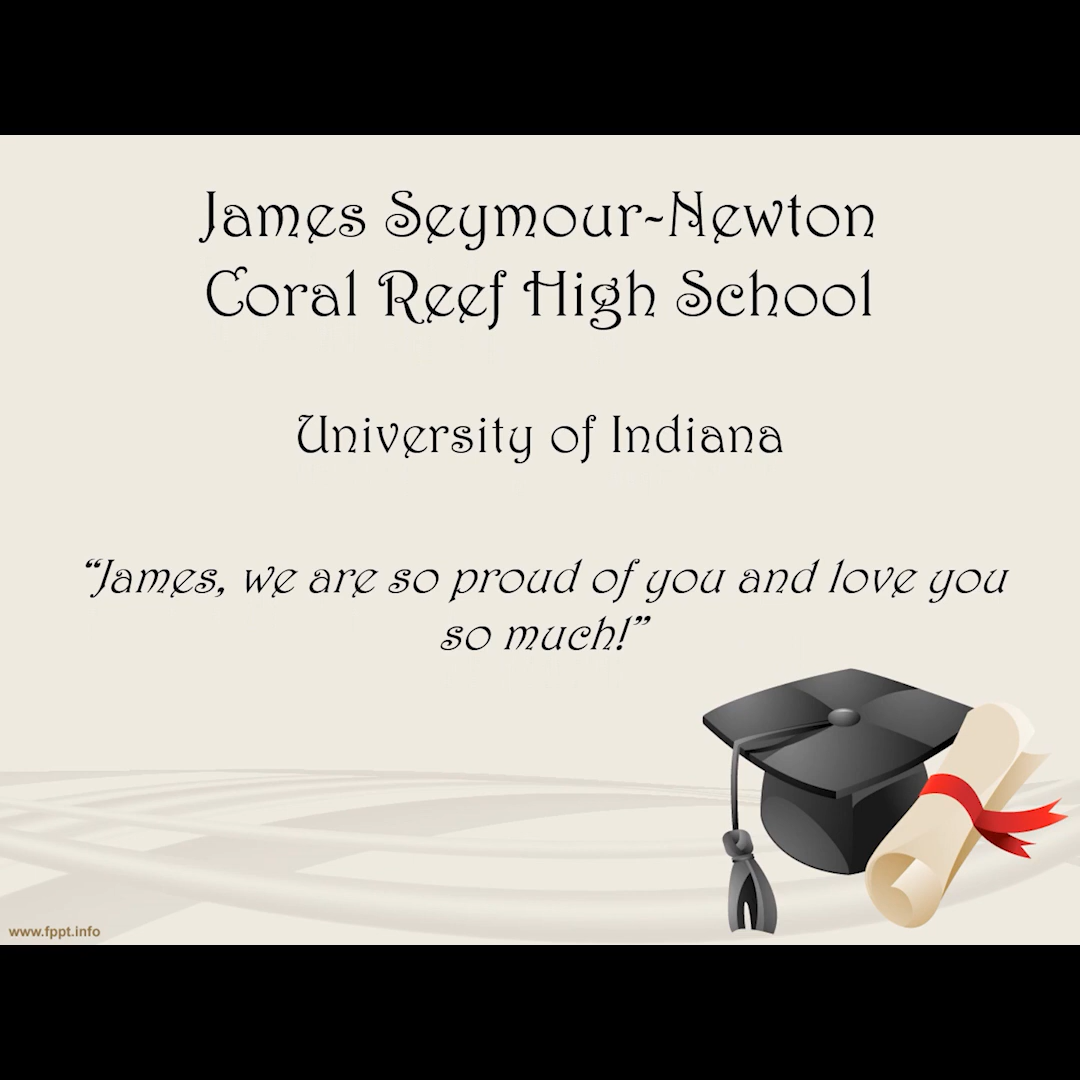 James Seymour-Newton
Coral Reef High School
University of Indiana
“James, we are so proud of you and love you
so much!”
www.fppt.info